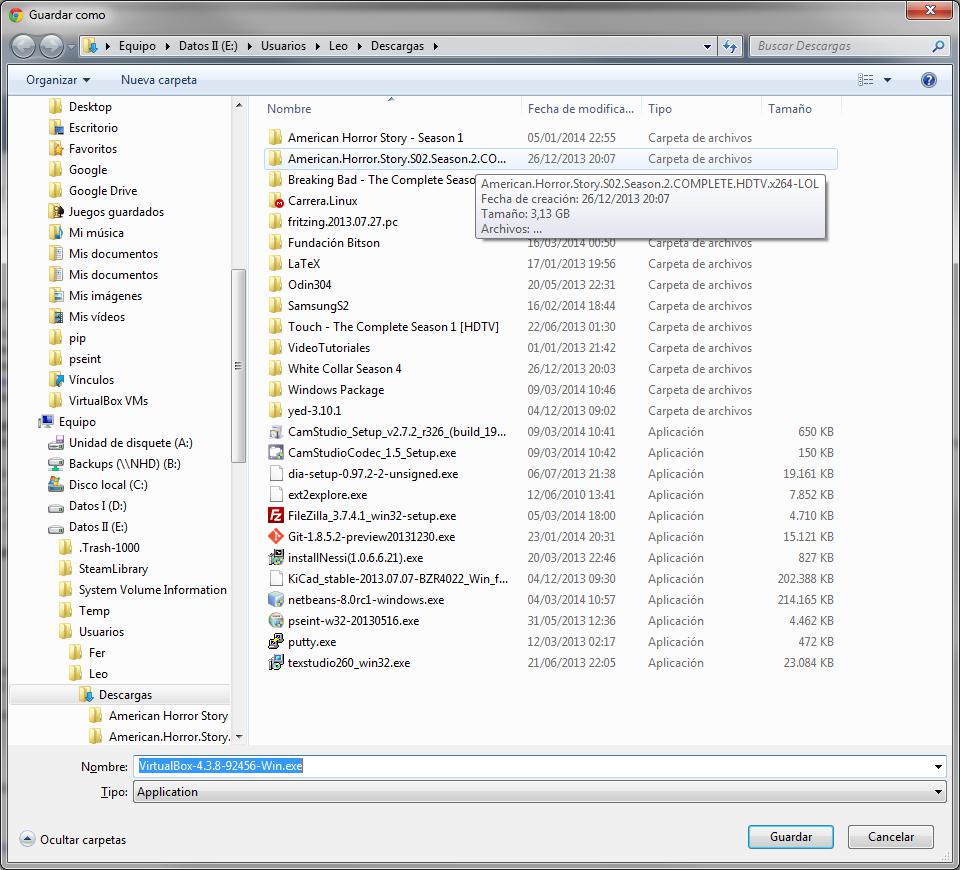 Guardar como
Equipo Datos II (E:) Usuarios Leo Descargas
Buscar Descargas
Organizar Nueva carpeta
Desktop
Escritorio
Favoritos
Google
Google Drive
Juegos guardados
Mi música
Mis documentos
Mis documentos
Mis imágenes
Mis vídeos
pip
pseint
Vínculos
VirtualBox VMs
Equipo
Unidad de disquete (A:)
Backups (\\NHD) (B:)
Disco local (C:)
Datos I (D:)
Datos II (E:)
.Trash-1000
SteamLibrary
System Volume Information
Temp
Usuarios
Fer
Leo
Descargas
American Horror Story
American.Horror.Story.
Nombre Fecha de modifica... Tipo Tamaño
American Horror Story - Season 1 05/01/2014 22:55 Carpeta de archivos
American.Horror.Story.S02.Season.2.CO... 26/12/2013 20:07 Carpeta de archivos
Breaking Bad - The Complete Seaso
Carrera.Linux
fritzing.2013.07.27.pc
American.Horror.Story.S02.Season.2.COMPLETE.HDTV.x264-LOL
Fecha de creación: 26/12/2013 20:07
Tamaño: 3,13 GB
Archivos: ...
Fundación Bitson 16/03/2014 00:50 Carpeta de archivos
LaTeX 17/01/2013 19:56 Carpeta de archivos
Odin304 20/05/2013 22:31 Carpeta de archivos
SamsungS2 16/02/2014 18:44 Carpeta de archivos
Touch - The Complete Season 1 [HDTV] 22/06/2013 01:30 Carpeta de archivos
VideoTutoriales 01/01/2013 21:42 Carpeta de archivos
White Collar Season 4 26/12/2013 20:03 Carpeta de archivos
Windows Package 09/03/2014 10:46 Carpeta de archivos
yed-3.10.1 04/12/2013 09:02 Carpeta de archivos
CamStudio_Setup_v2.7.2_r326_(build_19... 09/03/2014 10:41 Aplicación 650 KB
CamStudioCodec_1.5_Setup.exe 09/03/2014 10:42 Aplicación 150 KB
dia-setup-0.97.2-2-unsigned.exe 06/07/2013 21:38 Aplicación 19.161 KB
ext2explore.exe 12/06/2010 13:41 Aplicación 7.852 KB
FileZilla_3.7.4.1_win32-setup.exe 05/03/2014 18:00 Aplicación 4.710 KB
Git-1.8.5.2-preview20131230.exe 23/01/2014 20:31 Aplicación 15.121 KB
installNessi(1.0.6.6.21).exe 20/03/2013 22:46 Aplicación 827 KB
KiCad_stable-2013.07.07-BZR4022_Win_f... 04/12/2013 09:30 Aplicación 202.388 KB
netbeans-8.0rc1-windows.exe 04/03/2014 10:57 Aplicación 214.165 KB
pseint-w32-20130516.exe 31/05/2013 12:36 Aplicación 4.462 KB
putty.exe 12/03/2013 02:17 Aplicación 472 KB
texstudio260_win32.exe 21/06/2013 22:05 Aplicación 23.084 KB
Nombre: VirtualBox-4.3.8-92456-Win.exe
Tipo: Application
Ocultar carpetas
Guardar Cancelar